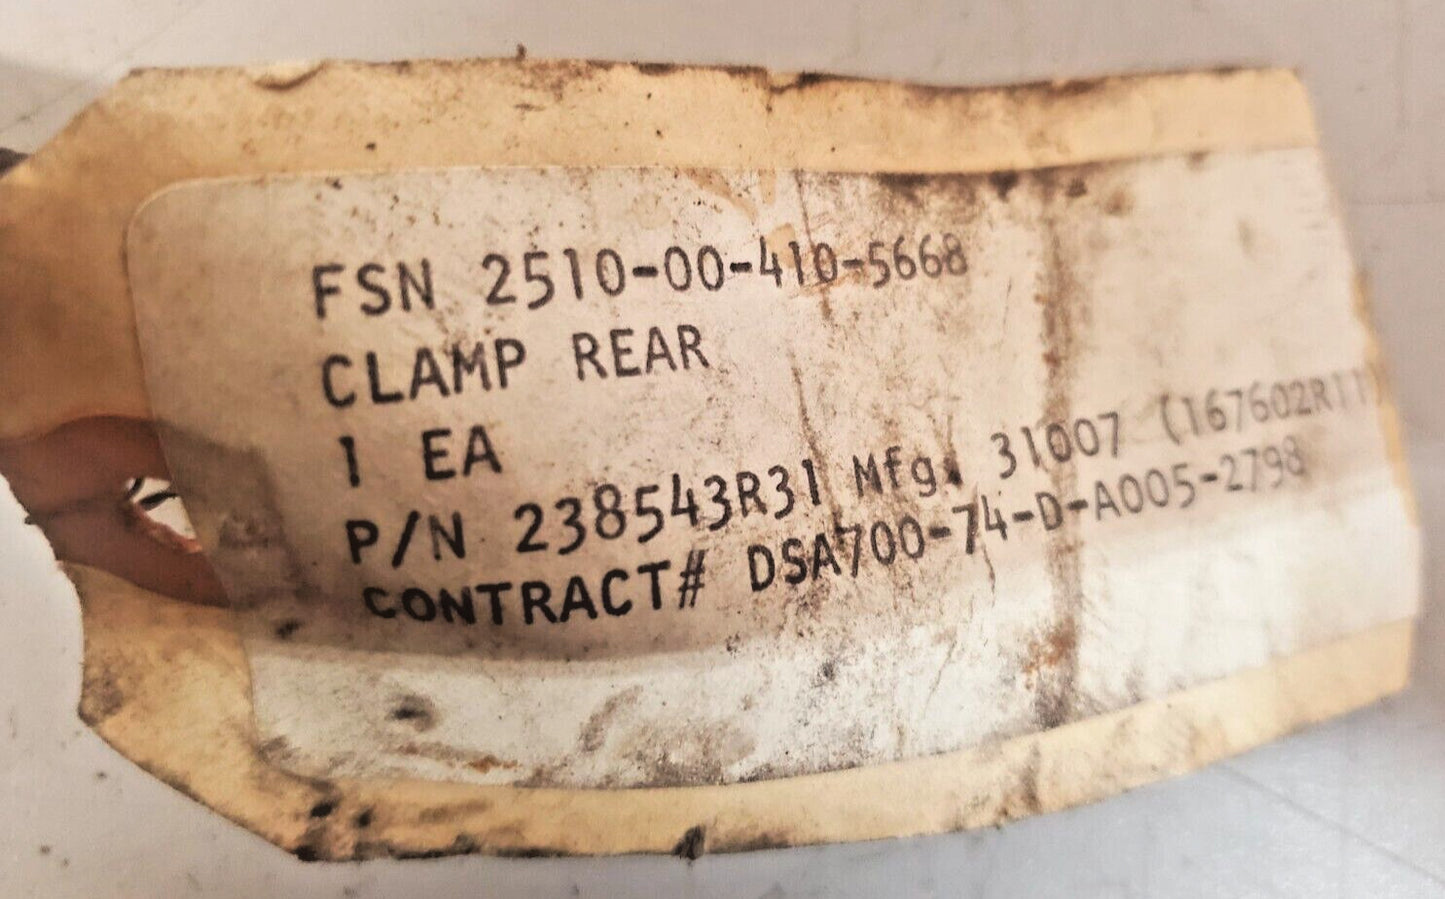 FSN 2510-00-410-5668
CLAMP REAR
1 EA
P/N 238543R31 Mfg. 31007 (167602R11)
CONTRACT# DSA700-74-D-A005-2798